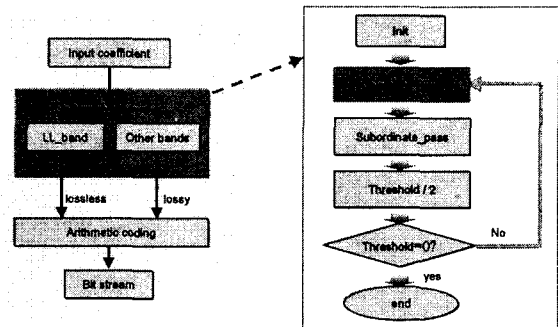 Input coefficient
LL_band
Other bands
lossless
lossy
Arithmetic coding
Bit stream
Init
Subordinate_pass
Threshold / 2
Threshold=0?
No
yes
end